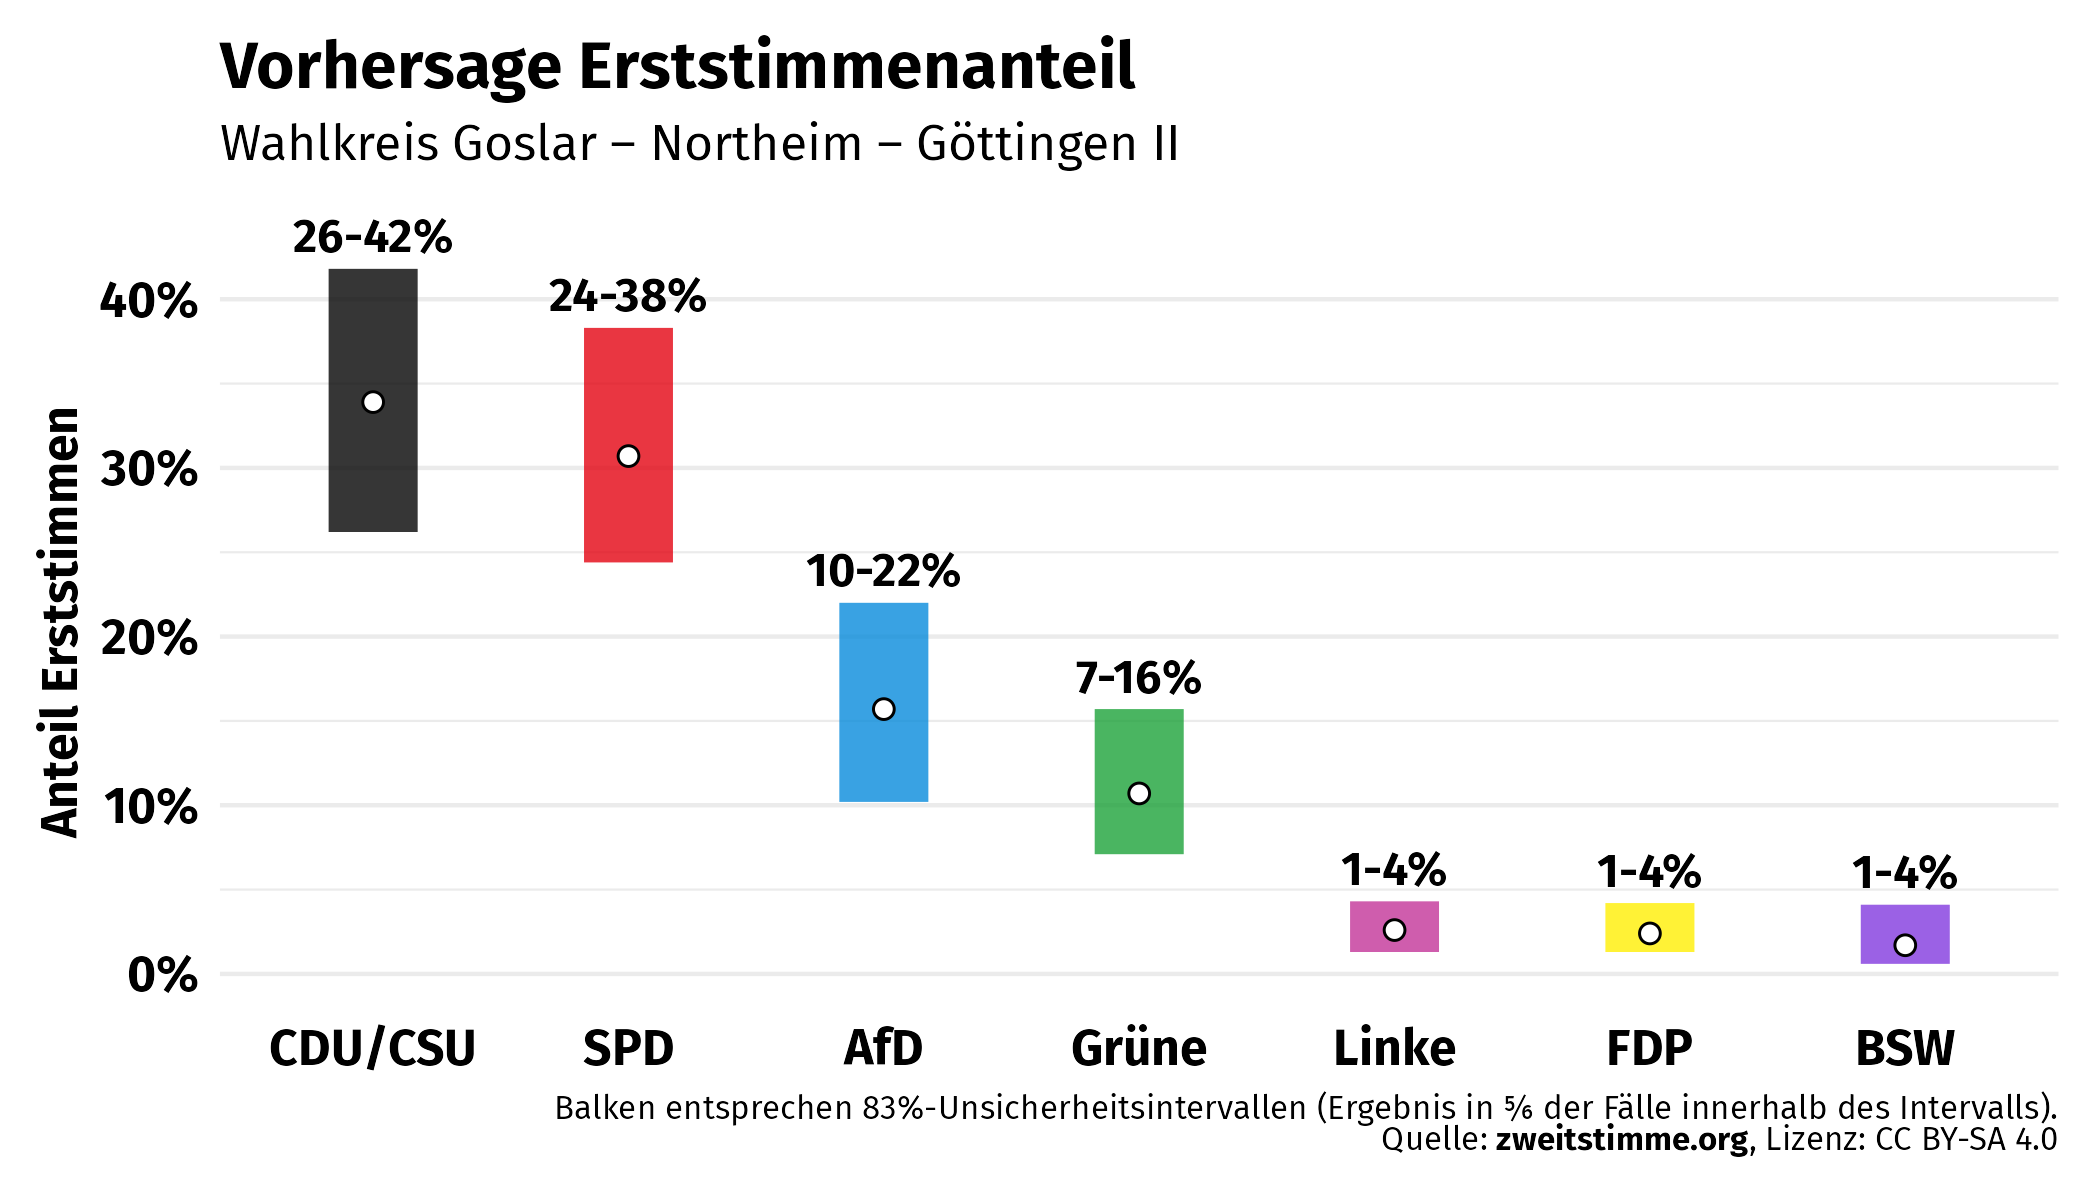 Vorhersage Erststimmenanteil
Wahlkreis Goslar – Northeim – Göttingen II
Anteil Erststimmen
40%
30%
20%
10%
0%
26-42%
24-38%
10-22%
7-16%
1-4%
1-4%
1-4%
CDU/CSU
SPD
AfD
Grüne
Linke
FDP
BSW
Balken entsprechen 83%-Unsicherheitsintervallen (Ergebnis in ⅚ der Fälle innerhalb des Intervalls).
Quelle: zweitstimme.org, Lizenz: CC BY-SA 4.0